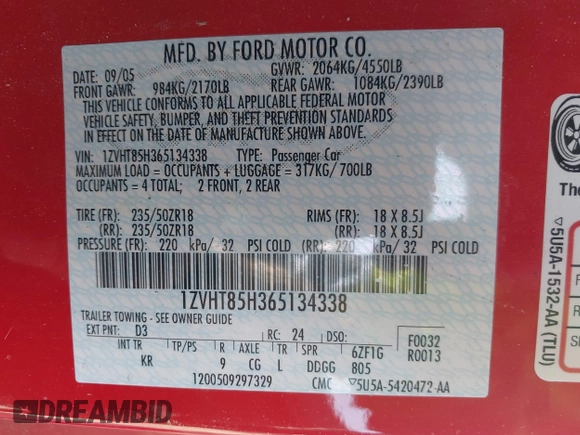 MFD. BY FORD MOTOR CO.
DATE: 09/05 GVWR: 2064KG/4550LB
FRONT GAWR: 984KG/2170LB REAR GAWR: 1084KG/2390LB
THIS VEHICLE CONFORMS TO ALL APPLICABLE FEDERAL MOTOR
VEHICLE SAFETY, BUMPER, AND THEFT PREVENTION STANDARDS
IN EFFECT ON THE DATE OF MANUFACTURE SHOWN ABOVE.
VIN: 1ZVHT85H365134338 TYPE: Passenger Car
MAXIMUM LOAD = OCCUPANTS + LUGGAGE = 317KG/ 700LB
OCCUPANTS = 4 TOTAL; 2 FRONT, 2 REAR
TIRE (FR): 235/50ZR18 RIMS (FR): 18 X 8.5J
(RR): 235/50ZR18 (RR): 18 X 8.5J
PRESSURE (FR): 220 kPa/ 32 PSI COLD (RR): 220 kPa/ 32 PSI COLD
1ZVHT85H365134338
TRAILER TOWING - SEE OWNER GUIDE
EXT PNT: D3 RC: 24 DSO: F0032
INT TR TP/PS R AXLE TR SPR 6ZF1G R0013
KR 9 CG L DDGG 805
1200509297329 CMC ▽5U5A-5420472-AA
The
▽5U5A-1532-AA (TLU)
F
R
S
DREAMBID